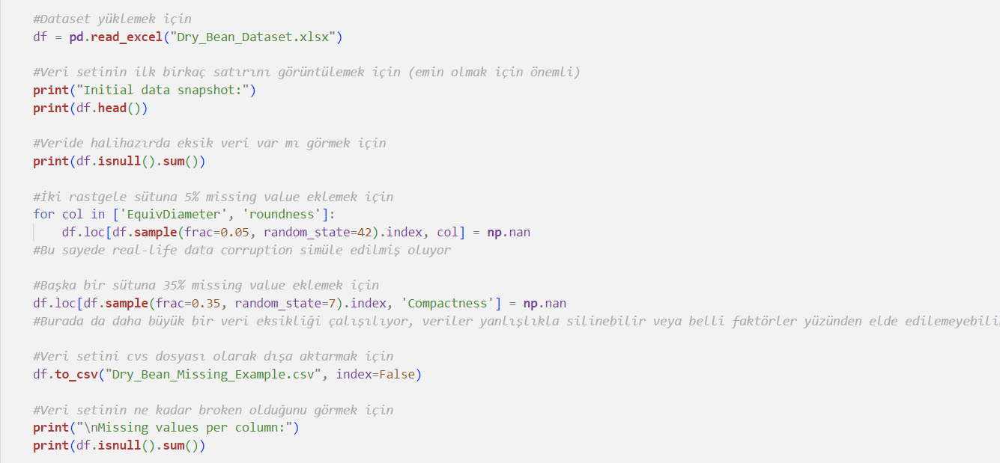 #Dataset yüklemek için
df = pd.read_excel("Dry_Bean_Dataset.xlsx")
#Veri setinin ilk birkaç satırını görüntülemek için (emin olmak için önemli)
print("Initial data snapshot:")
print(df.head())
#Veride halihazırda eksik veri var mı görmek için
print(df.isnull().sum())
#İki rastgele sütuna 5% missing value eklemek için
for col in ['EquivDiameter', 'roundness']:
    df.loc[df.sample(frac=0.05, random_state=42).index, col] = np.nan
#Bu sayede real-life data corruption simüle edilmiş oluyor
#Başka bir sütuna 35% missing value eklemek için
df.loc[df.sample(frac=0.35, random_state=7).index, 'Compactness'] = np.nan
#Burada da daha büyük bir veri eksikliği çalışılıyor, veriler yanlışlıkla silinebilir veya belli faktörler yüzünden elde
#Veri setini cvs dosyası olarak dışa aktarmak için
df.to_csv("Dry_Bean_Missing_Example.csv", index=False)
#Veri setinin ne kadar broken olduğunu görmek için
print("\nMissing values per column:")
print(df.isnull().sum())